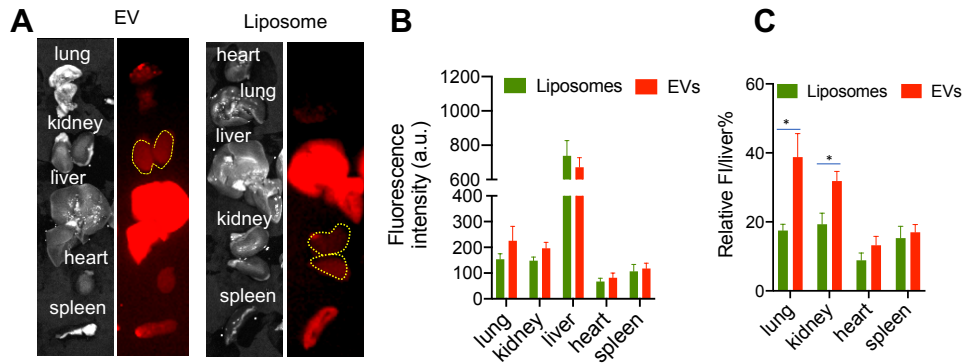 A
EV
lung
kidney
liver
heart
spleen
Liposome
heart
lung
liver
kidney
spleen
B
Liposomes
EVs
Fluorescence
intensity (a.u.)
1200
1000
800
600
400
300
200
100
0
lung
kidney
liver
heart
spleen
C
Liposomes
EVs
Relative FI/liver%
60
40
20
0
*
*
lung
kidney
heart
spleen